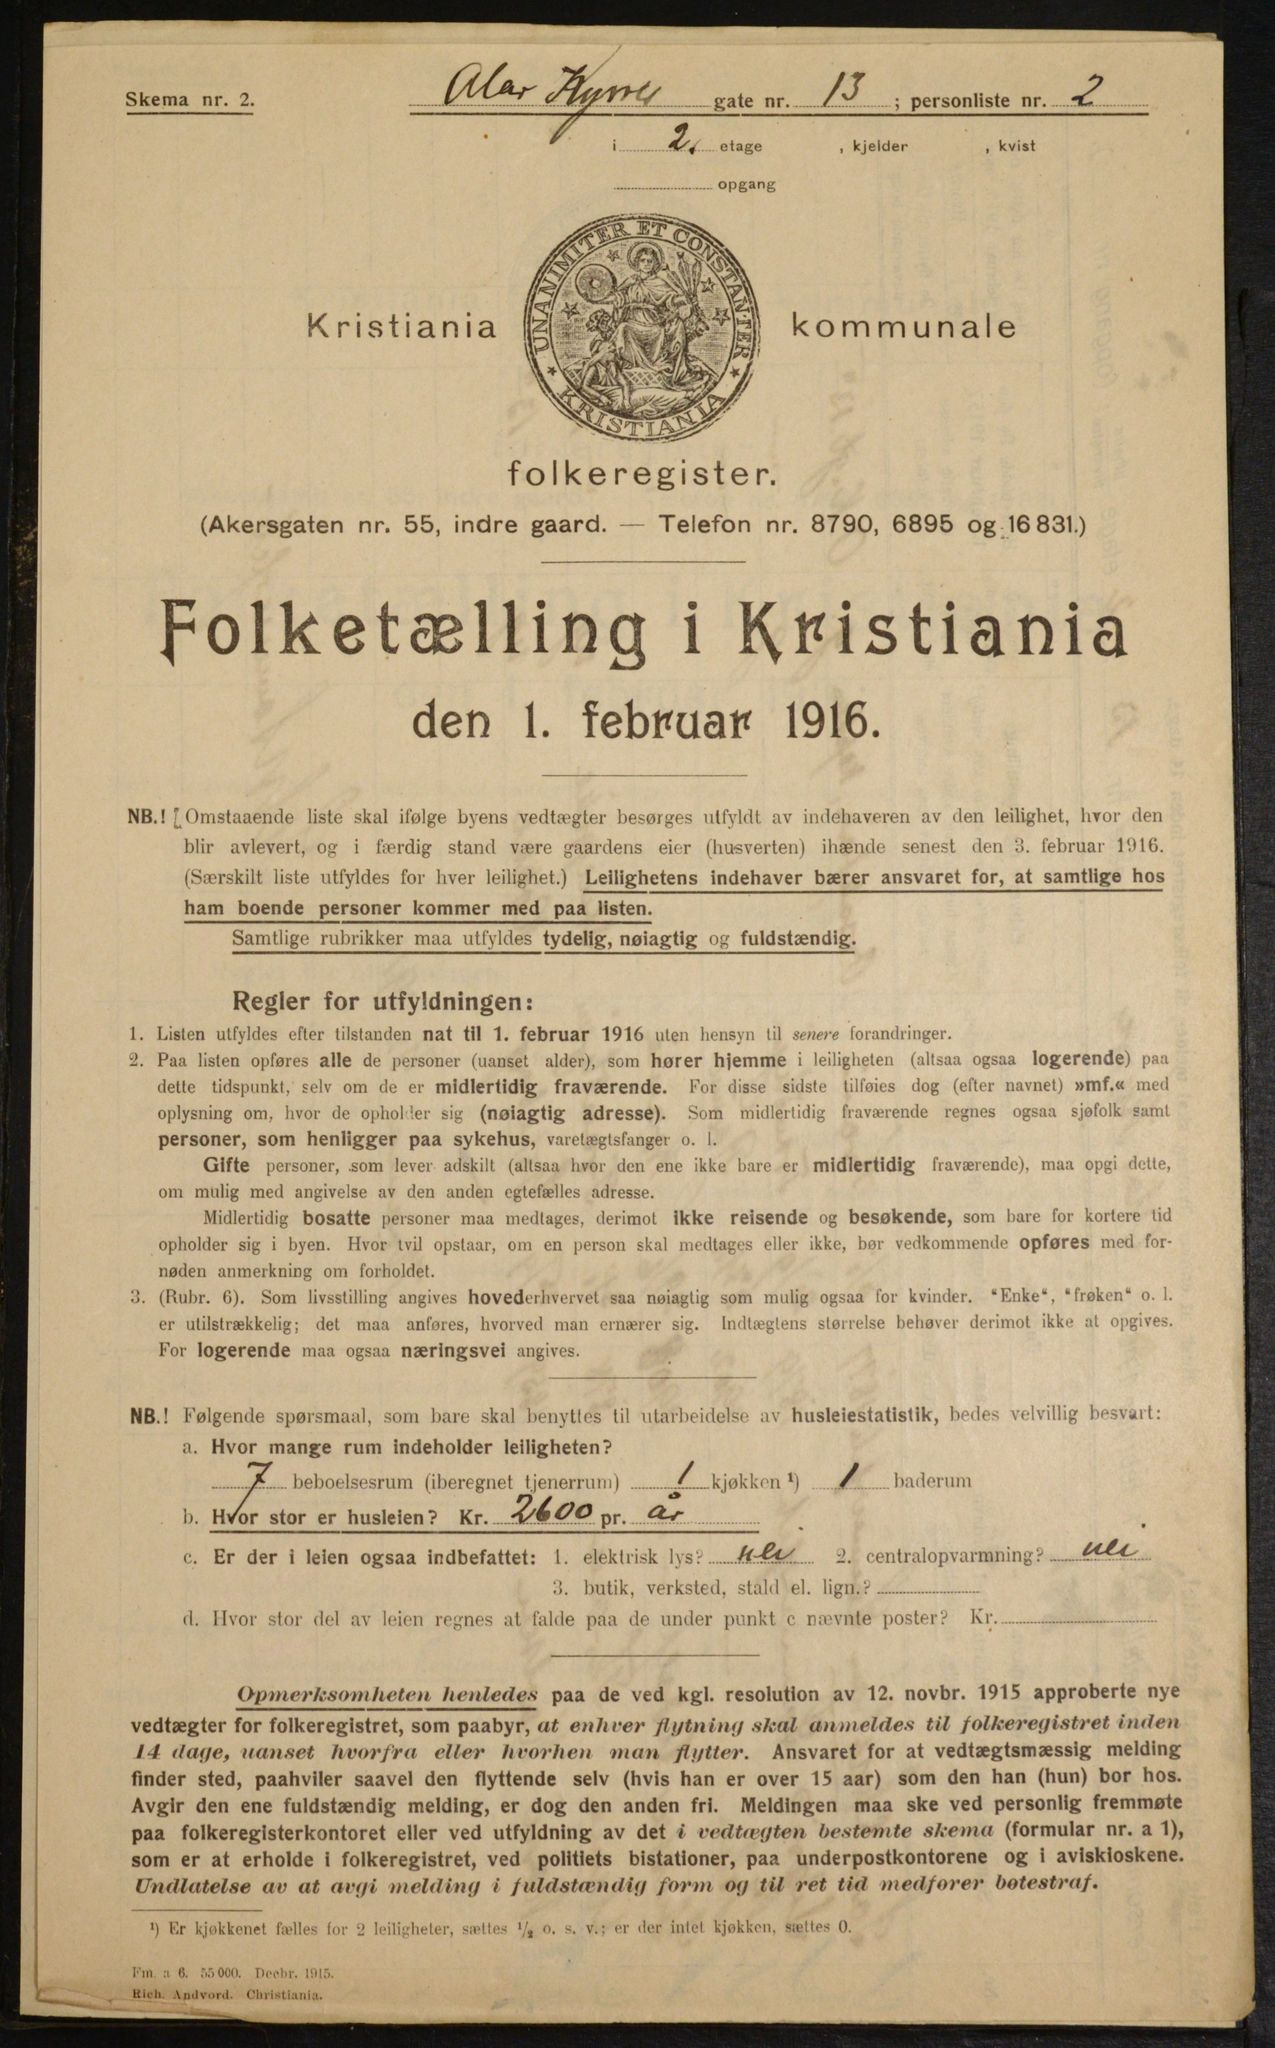 Skema nr. 2.
Olav Kyrres gate nr. 13 ; personliste nr. 2
i 2. etage , kjelder , kvist
opgang
UNANIMITER ET CONSTANTER
KRISTIANIA
Kristiania kommunale
folkeregister.
(Akersgaten nr. 55, indre gaard. — Telefon nr. 8790, 6895 og 16 831.)
Folketælling i Kristiania
den 1. februar 1916.
NB.! [Omstaaende liste skal ifølge byens vedtægter besørges utfyldt av indehaveren av den leilighet, hvor den
blir avlevert, og i færdig stand være gaardens eier (husverten) ihænde senest den 3. februar 1916.
(Særskilt liste utfyldes for hver leilighet.) Leilighetens indehaver bærer ansvaret for, at samtlige hos
ham boende personer kommer med paa listen.
Samtlige rubrikker maa utfyldes tydelig, nøiagtig og fuldstændig.
Regler for utfyldningen:
1. Listen utfyldes efter tilstanden nat til 1. februar 1916 uten hensyn til senere forandringer.
2. Paa listen opføres alle de personer (uanset alder), som hører hjemme i leiligheten (altsaa ogsaa logerende) paa
dette tidspunkt, selv om de er midlertidig fraværende. For disse sidste tilføies dog (efter navnet) »mf.« med
oplysning om, hvor de opholder sig (nøiagtig adresse). Som midlertidig fraværende regnes ogsaa sjøfolk samt
personer, som henligger paa sykehus, varetægtsfanger o. l.
Gifte personer, som lever adskilt (altsaa hvor den ene ikke bare er midlertidig fraværende), maa opgi dette,
om mulig med angivelse av den anden egtefælles adresse.
Midlertidig bosatte personer maa medtages, derimot ikke reisende og besøkende, som bare for kortere tid
opholder sig i byen. Hvor tvil opstaar, om en person skal medtages eller ikke, bør vedkommende opføres med for-
nøden anmerkning om forholdet.
3. (Rubr. 6). Som livsstilling angives hovederhvervet saa nøiagtig som mulig ogsaa for kvinder. "Enke", "frøken" o. l.
er utilstrækkelig; det maa anføres, hvorved man ernærer sig. Indtægtens størrelse behøver derimot ikke at opgives.
For logerende maa ogsaa næringsvei angives.
NB.! Følgende spørsmaal, som bare skal benyttes til utarbeidelse av husleiestatistik, bedes velvillig besvart:
a. Hvor mange rum indeholder leiligheten?
7 beboelsesrum (iberegnet tjenerrum) 1 kjøkken ¹) 1 baderum
b. Hvor stor er husleien? Kr. 2600 pr. år
c. Er der i leien ogsaa indbefattet: 1. elektrisk lys? nei 2. centralopvarmning? nei
3. butik, verksted, stald el. lign.?
d. Hvor stor del av leien regnes at falde paa de under punkt c nævnte poster? Kr.
Opmerksomheten henledes paa de ved kgl. resolution av 12. novbr. 1915 approberte nye
vedtægter for folkeregistret, som paabyr, at enhver flytning skal anmeldes til folkeregistret inden
14 dage, uanset hvorfra eller hvorhen man flytter. Ansvaret for at vedtægtsmæssig melding
finder sted, paahviler saavel den flyttende selv (hvis han er over 15 aar) som den han (hun) bor hos.
Avgir den ene fuldstændig melding, er dog den anden fri. Meldingen maa ske ved personlig fremmøte
paa folkeregisterkontoret eller ved utfyldning av det i vedtægten bestemte skema (formular nr. a 1),
som er at erholde i folkeregistret, ved politiets bistationer, paa underpostkontorene og i aviskioskene.
Undlatelse av at avgi melding i fuldstændig form og til ret tid medfører bøtestraf.
¹) Er kjøkkenet fælles for 2 leiligheter, sættes ½ o. s. v.; er der intet kjøkken, sættes 0.
Fm. a 6. 55 000. Decbr. 1915.
Rich. Andvord. Christiania.